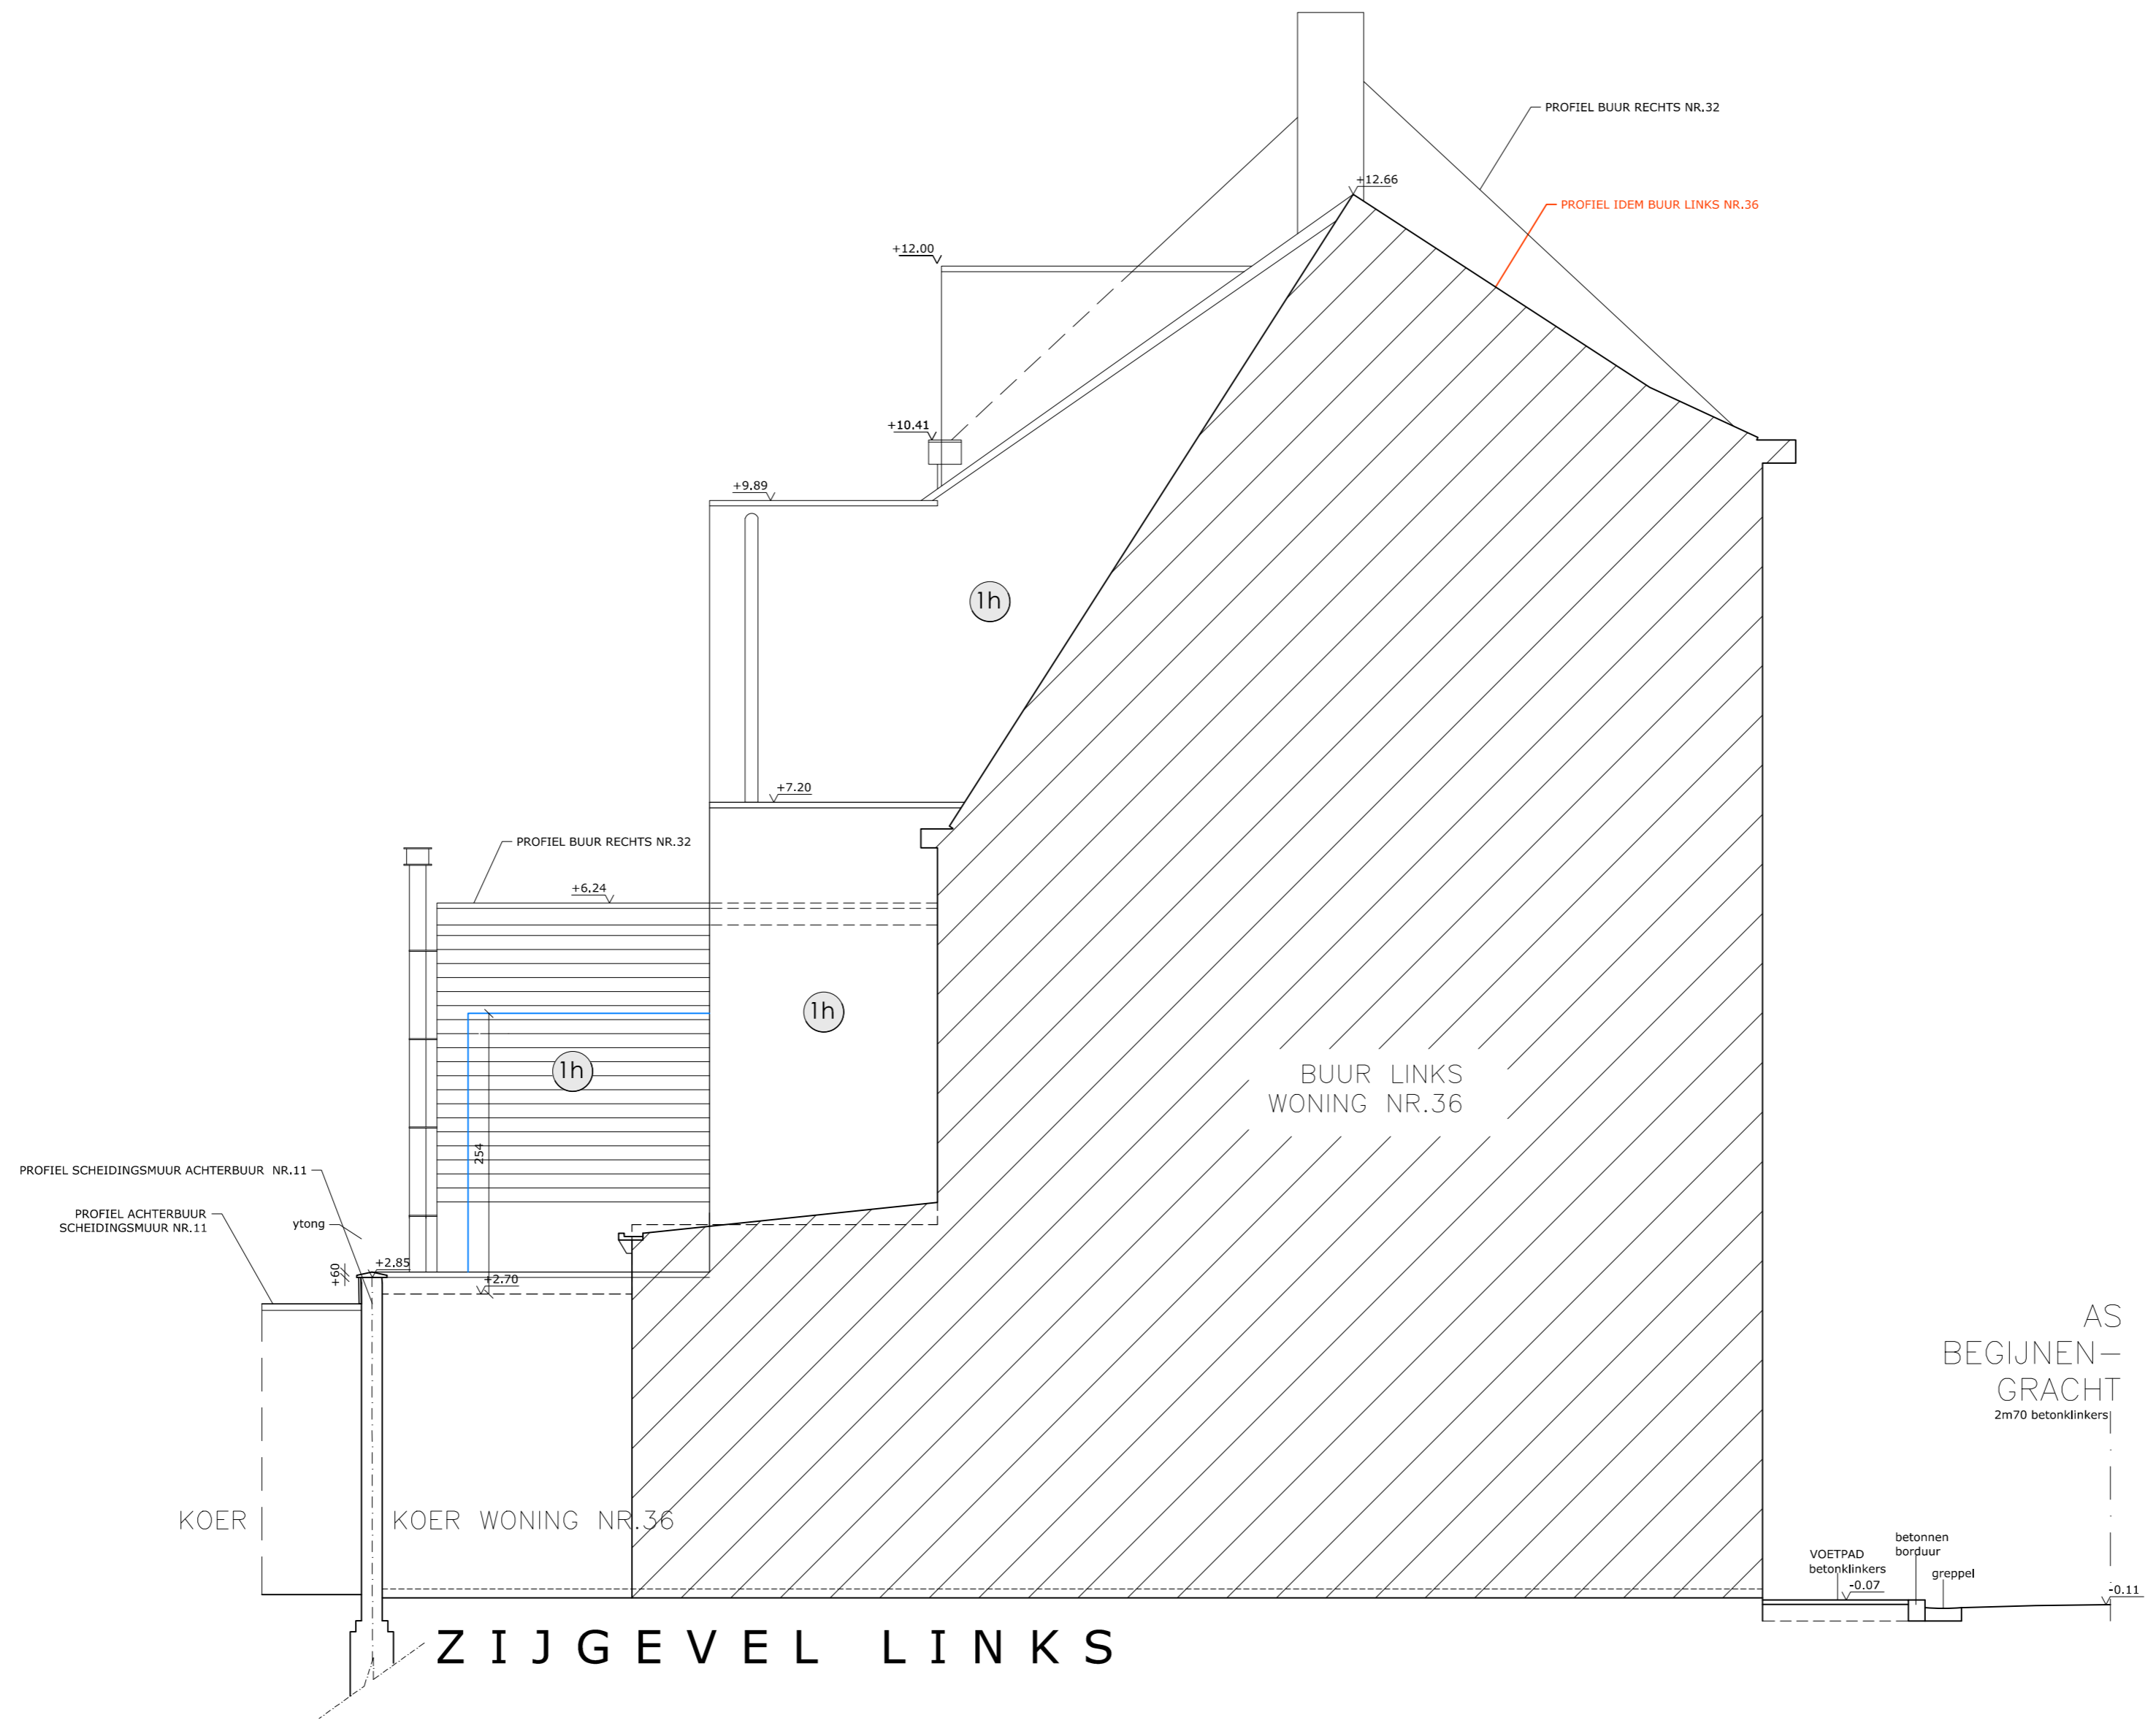 PROFIEL BUUR RECHTS NR.32
+12.66
PROFIEL IDEM BUUR LINKS NR.36
+12.00
+10.41
+9.89
1h
+7.20
PROFIEL BUUR RECHTS NR.32
+6.24
1h
1h
BUUR LINKS
WONING NR.36
254
PROFIEL SCHEIDINGSMUUR ACHTERBUUR NR.11
PROFIEL ACHTERBUUR
SCHEIDINGSMUUR NR.11
ytong
+2.85
+60
+2.70
AS
BEGIJNEN-
GRACHT
2m70 betonklinkers
KOER
KOER WONING NR.36
betonnen
borduur
VOETPAD
betonklinkers
greppel
-0.07
-0.11
ZIJGEVEL LINKS